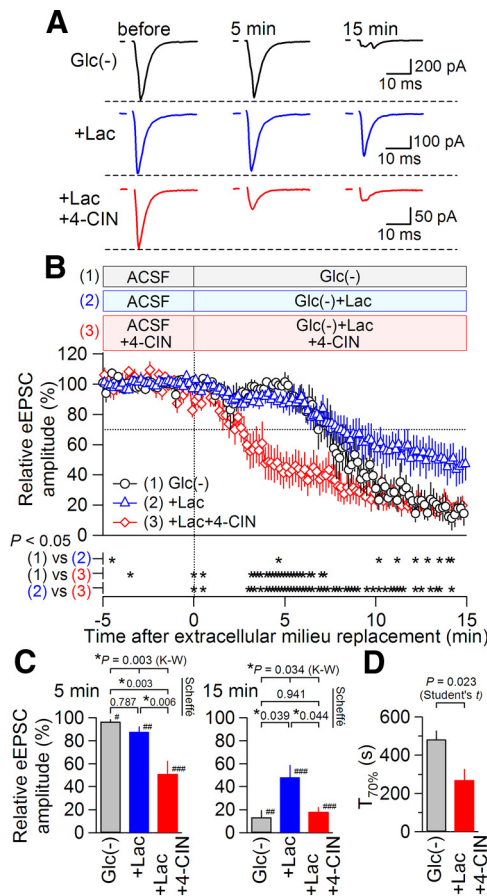 A
before 5 min 15 min
Glc(-)
200 pA
10 ms
+Lac
100 pA
10 ms
+Lac
+4-CIN
50 pA
10 ms
B
(1) ACSF Glc(-)
(2) ACSF Glc(-)+Lac
(3) ACSF +4-CIN Glc(-)+Lac +4-CIN
Relative eEPSC amplitude (%)
120
100
80
60
40
20
0
(1) Glc(-)
(2) +Lac
(3) +Lac+4-CIN
P < 0.05
(1) vs (2)
(1) vs (3)
(2) vs (3)
-5 0 5 10 15
Time after extracellular milieu replacement (min)
C
*P = 0.003 (K-W)
*0.003
0.787 *0.006
Scheffé
5 min
Relative eEPSC amplitude (%)
100
80
60
40
20
0
# ## ###
Glc(-)
+Lac
+Lac
+4-CIN
*P = 0.034 (K-W)
0.941
*0.039 *0.044
Scheffé
15 min
100
80
60
40
20
0
## ### ###
Glc(-)
+Lac
+Lac
+4-CIN
D
P = 0.023
(Student's t)
T70% (s)
600
400
200
0
Glc(-)
+Lac
+4-CIN